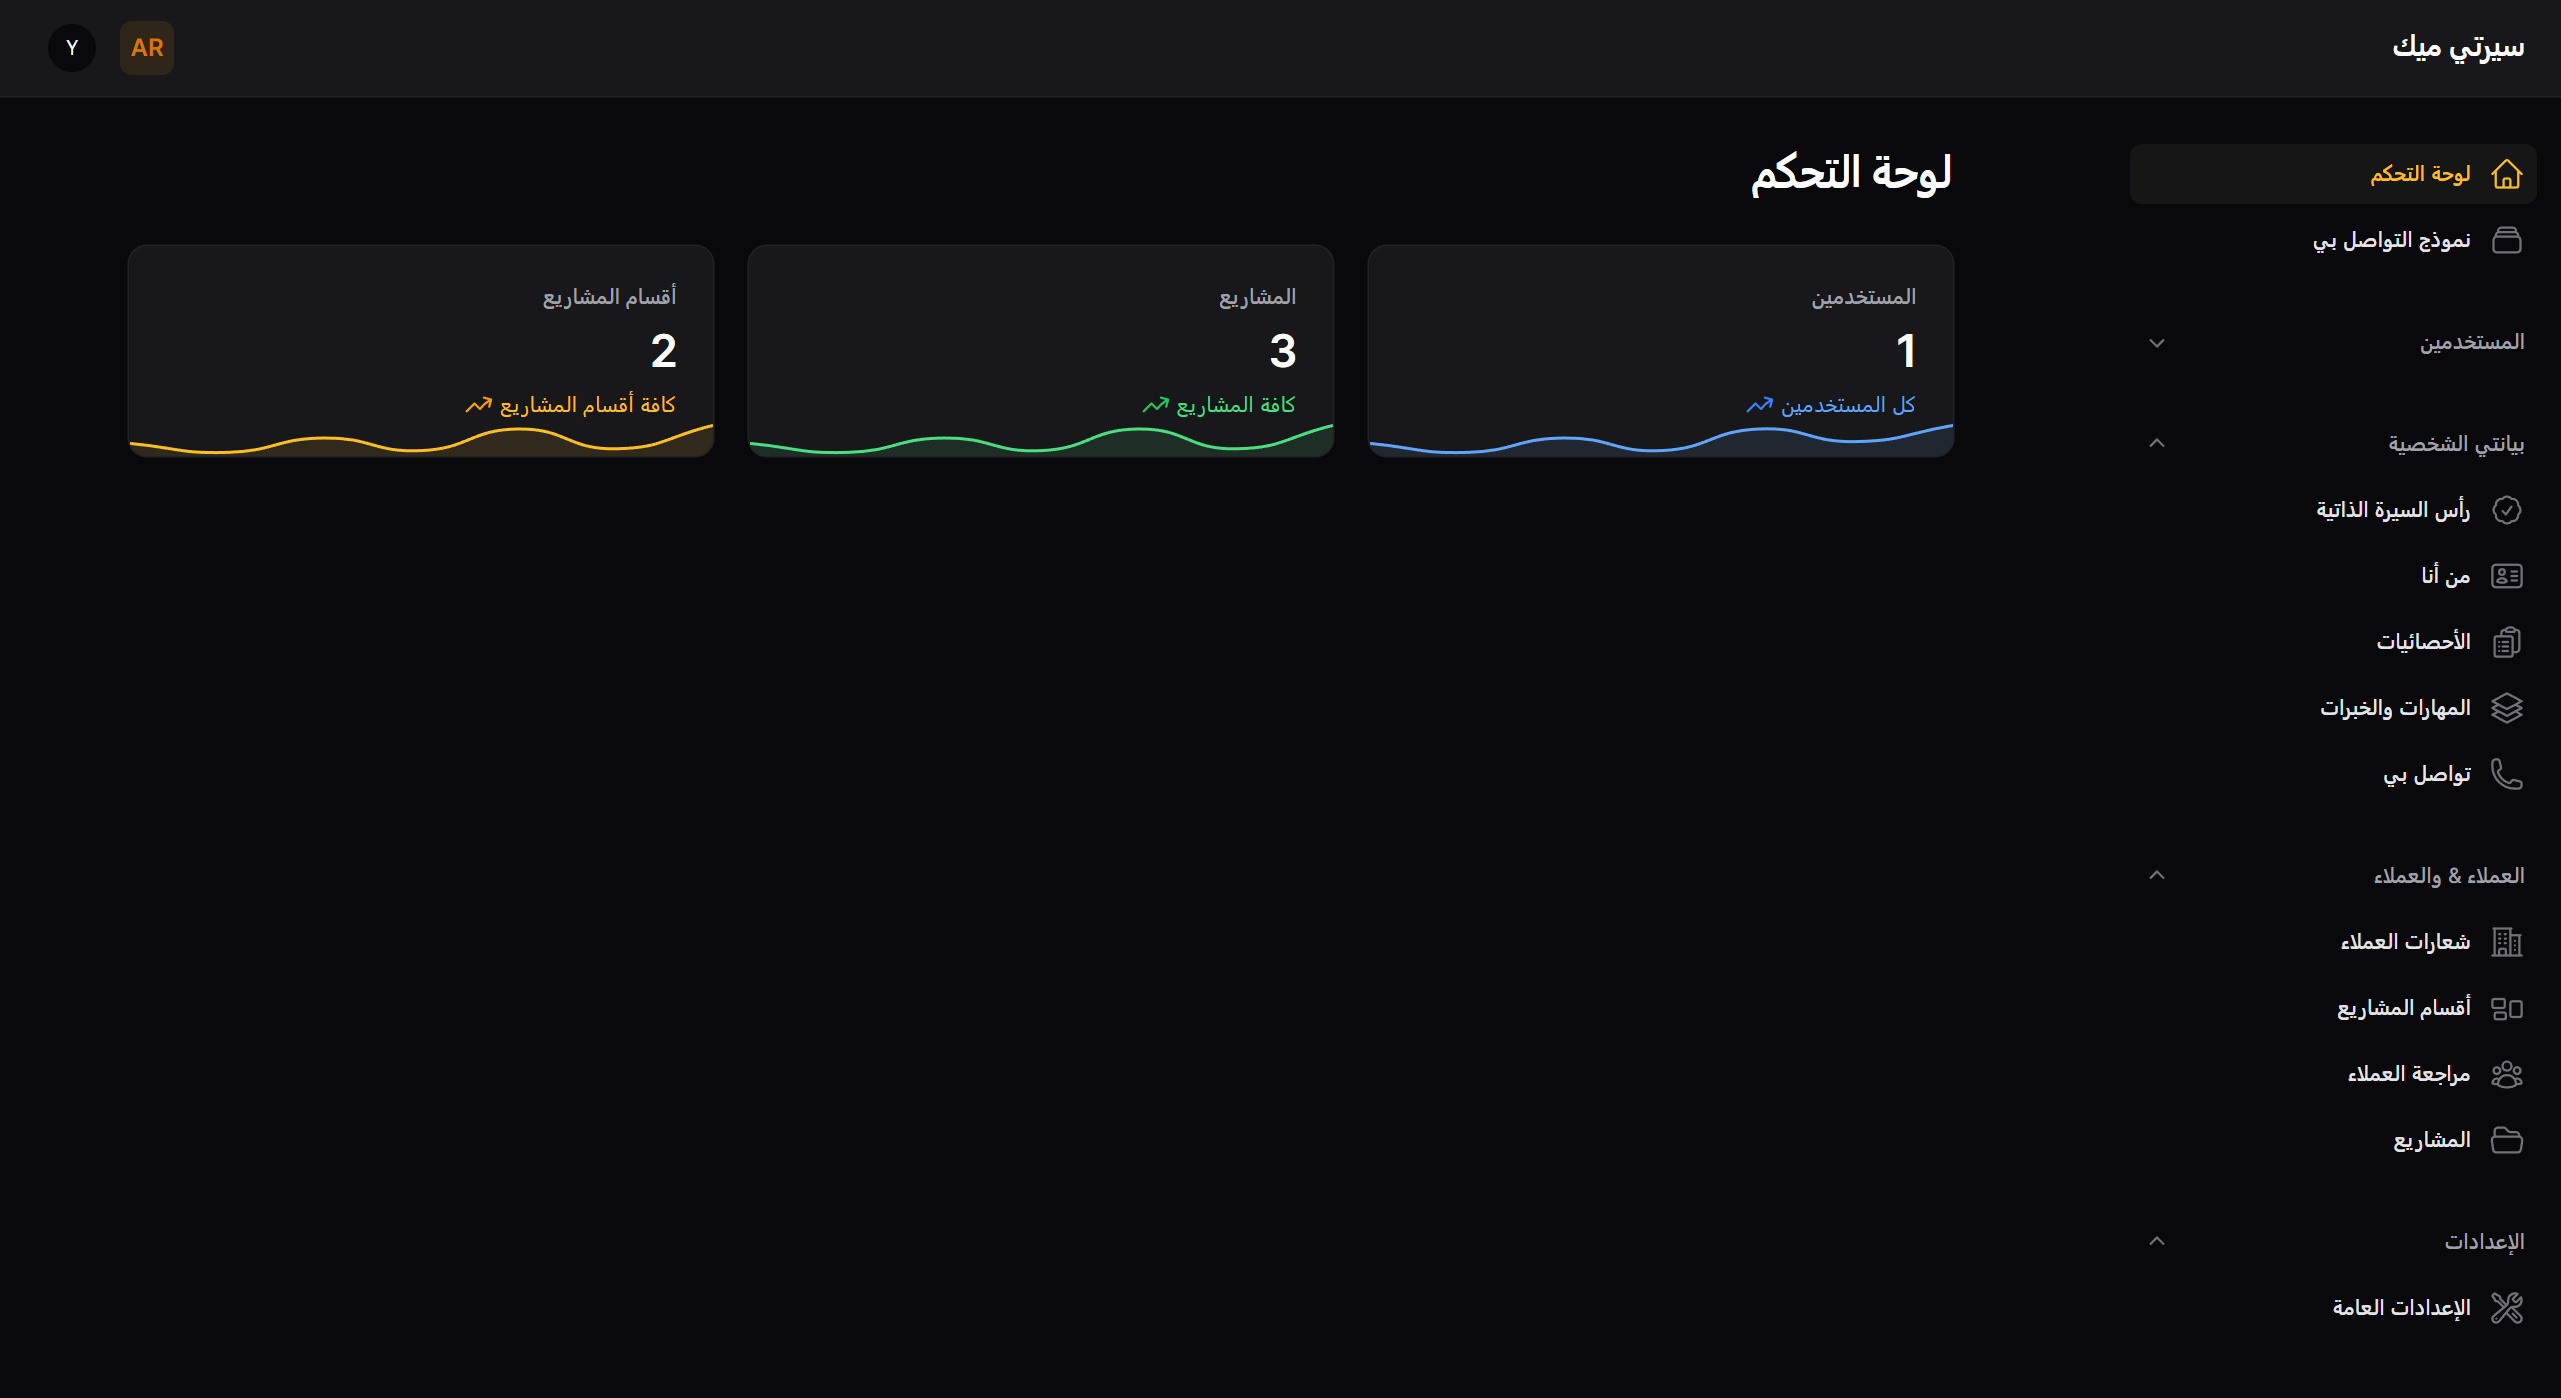 سيرتي ميك
AR
Y
لوحة التحكم
نموذج التواصل بي
المستخدمين
بياناتي الشخصية
رأس السيرة الذاتية
من أنا
الأحصائيات
المهارات والخبرات
تواصل بي
العملاء & والعملاء
شعارات العملاء
أقسام المشاريع
مراجعة العملاء
المشاريع
الإعدادات
الإعدادات العامة
لوحة التحكم
المستخدمين
1
كل المستخدمين
المشاريع
3
كافة المشاريع
أقسام المشاريع
2
كافة أقسام المشاريع